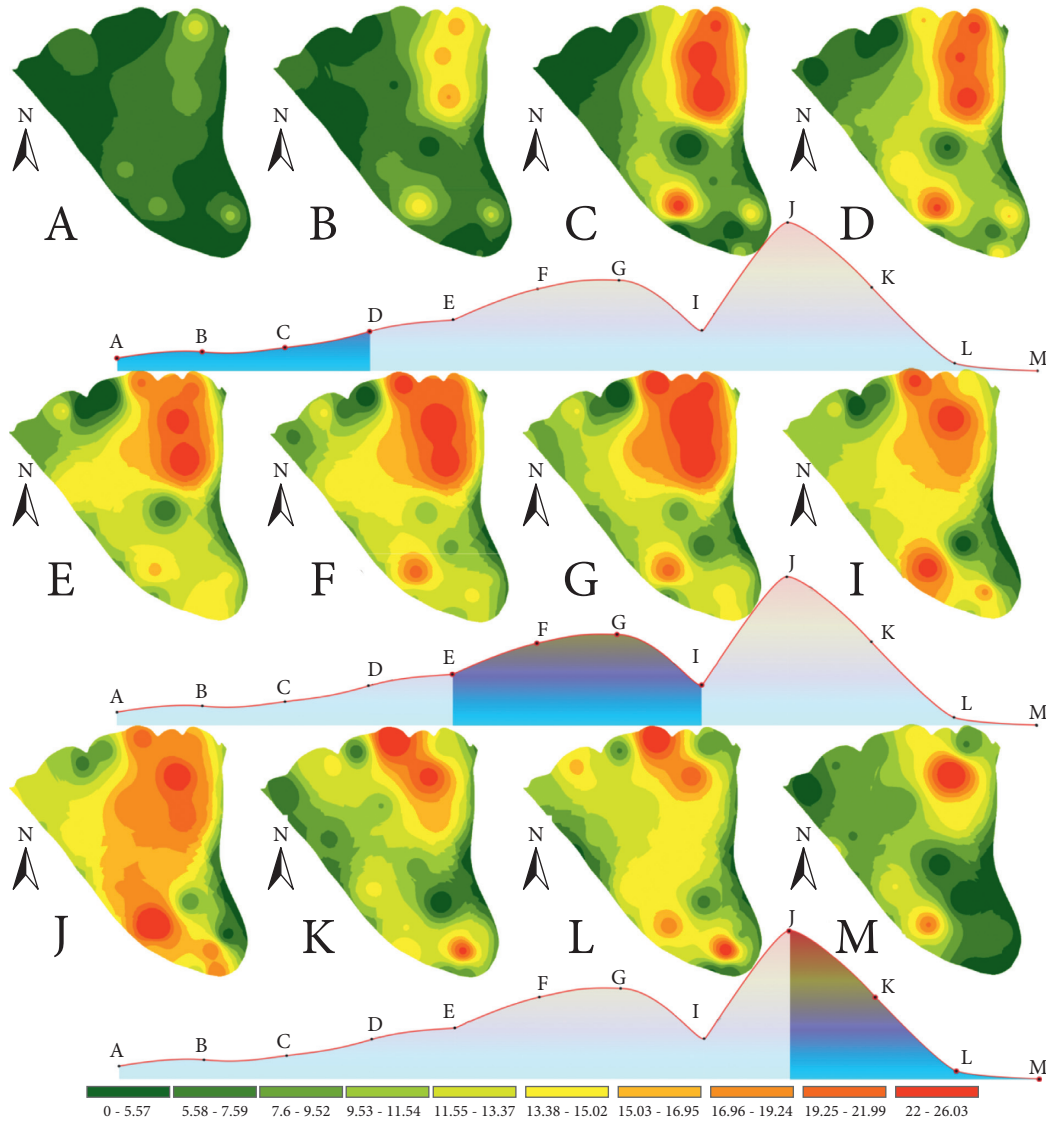 N N N N
A B C D
A B C D E F G I J K L M
N N N N
E F G I
A B C D E F G I J K L M
N N N N
J K L M
A B C D E F G I J K L M
0 - 5.57 5.58 - 7.59 7.6 - 9.52 9.53 - 11.54 11.55 - 13.37 13.38 - 15.02 15.03 - 16.95 16.96 - 19.24 19.25 - 21.99 22 - 26.03